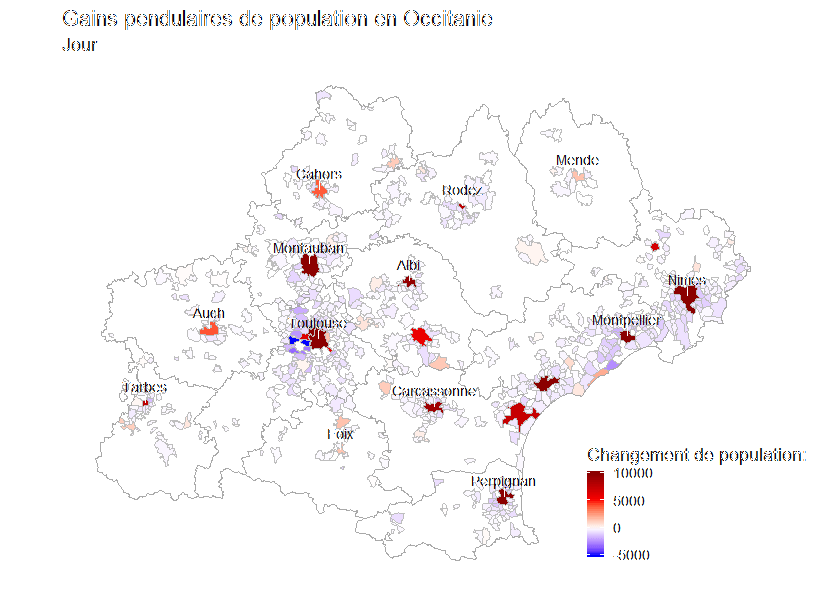 Gains pendulaires de population en Occitanie
Jour
Mende
Cahors
Rodez
Montauban
Albi
Nimes
Auch
Toulouse
Montpellier
Tarbes
Carcassonne
Foix
Perpignan
Changement de population:
10000
5000
0
-5000